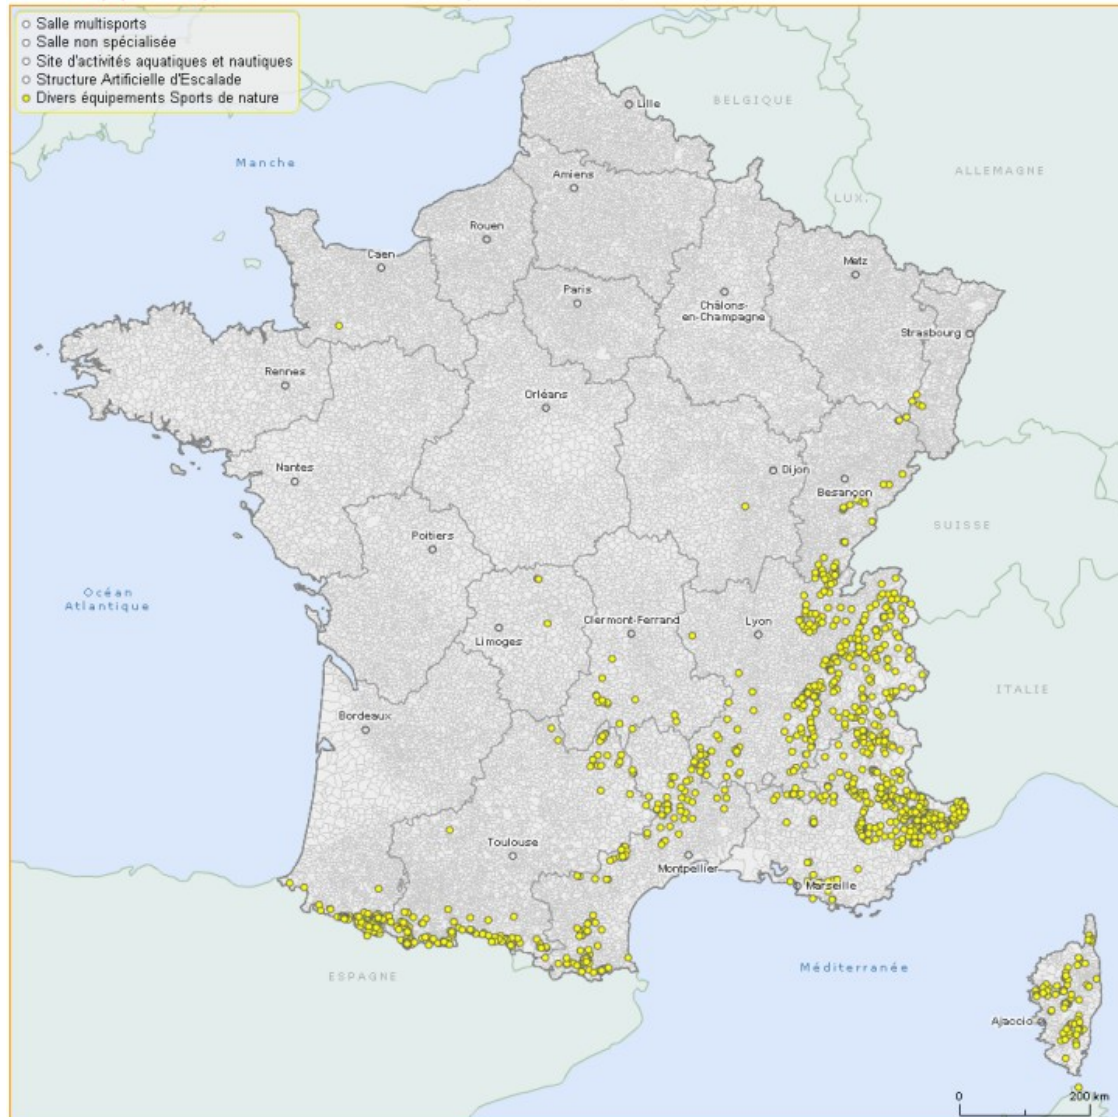 Salle multisports
Salle non spécialisée
Site d'activités aquatiques et nautiques
Structure Artificielle d'Escalade
Divers équipements Sports de nature
Lille
BELGIQUE
Manche
ALLEMAGNE
Amiens
LUX.
Rouen
Caen
Metz
Paris
Châlons-
en-Champagne
Strasbourg
Rennes
Orléans
Nantes
Dijon
Besançon
SUISSE
Poitiers
Océan
Atlantique
Limoges
Clermont-Ferrand
Lyon
ITALIE
Bordeaux
Toulouse
Montpellier
Marseille
ESPAGNE
Méditerranée
Ajaccio
0 200 km